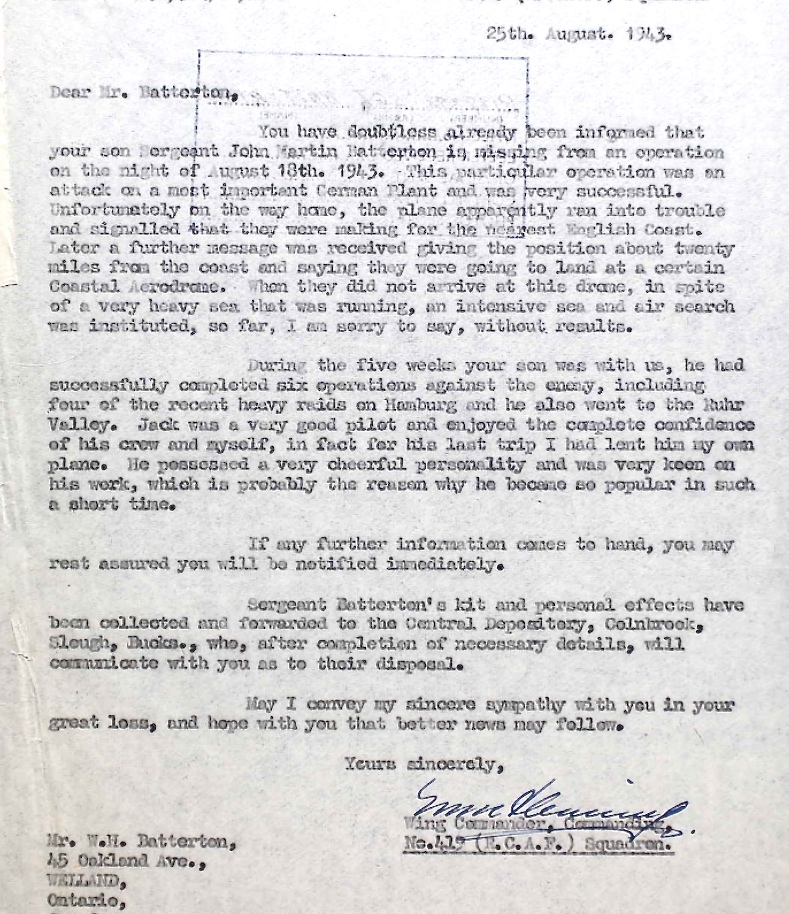 25th. August. 1943.
Dear Mr. Batterton,
You have doubtless already been informed that
your son Sergeant John Martin Batterton is missing from an operation
on the night of August 18th. 1943. This particular operation was an
attack on a most important German Plant and was very successful.
Unfortunately on the way home, the plane apparently ran into trouble
and signalled that they were making for the nearest English Coast.
Later a further message was received giving the position about twenty
miles from the coast and saying they were going to land at a certain
Coastal Aerodrome. When they did not arrive at this drome, in spite
of a very heavy sea that was running, an intensive sea and air search
was instituted, so far, I am sorry to say, without results.
During the five weeks your son was with us, he had
successfully completed six operations against the enemy, including
four of the recent heavy raids on Hamburg and he also went to the Ruhr
Valley. Jack was a very good pilot and enjoyed the complete confidence
of his crew and myself, in fact for his last trip I had lent him my own
plane. He possessed a very cheerful personality and was very keen on
his work, which is probably the reason why he became so popular in such
a short time.
If any further information comes to hand, you may
rest assured you will be notified immediately.
Sergeant Batterton's kit and personal effects have
been collected and forwarded to the Central Depository, Colnbrook,
Slough, Bucks., who, after completion of necessary details, will
communicate with you as to their disposal.
May I convey my sincere sympathy with you in your
great loss, and hope with you that better news may follow.
Yours sincerely,
Wing Commander, Commanding,
No.419 (R.C.A.F.) Squadron.
Mr. W.H. Batterton,
45 Oakland Ave.,
WELLAND,
Ontario,